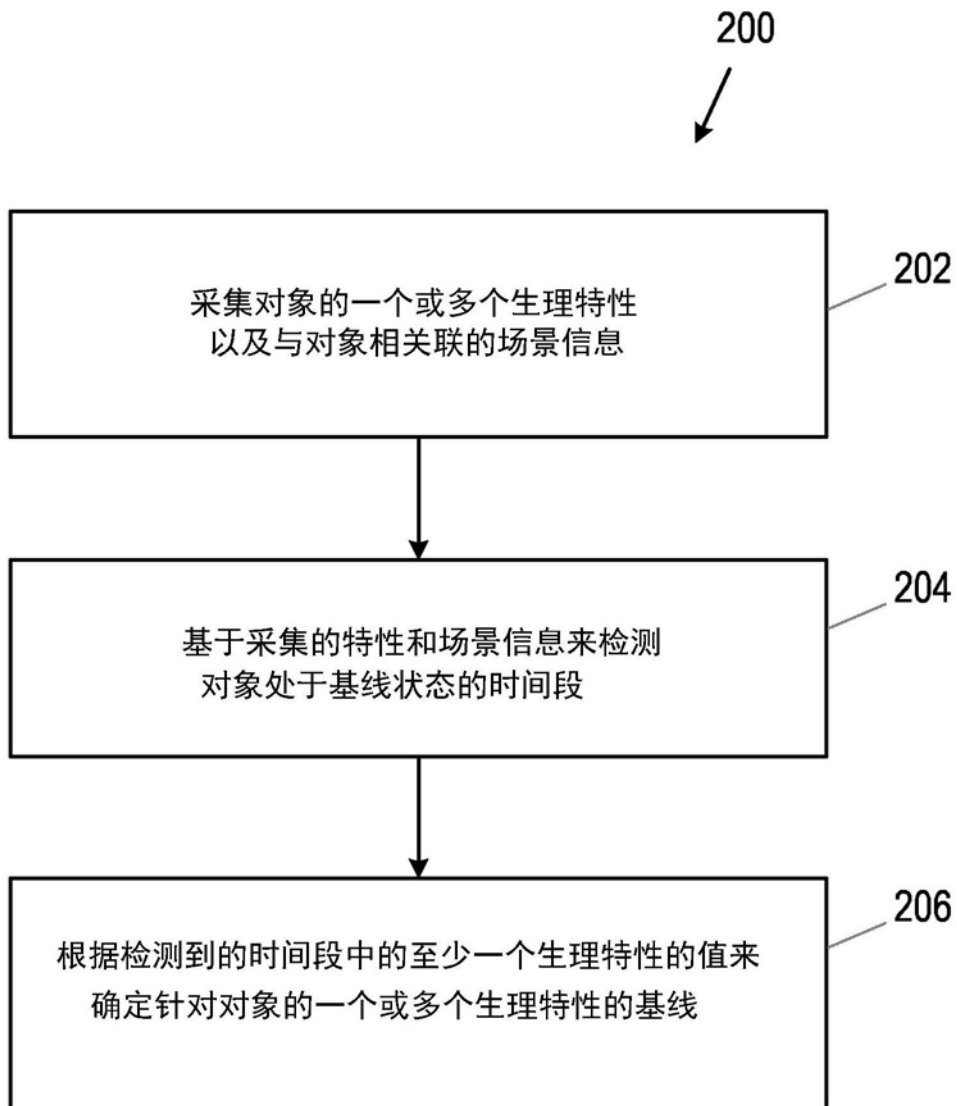 200
采集对象的一个或多个生理特性
以及与对象相关联的场景信息
202
基于采集的特性和场景信息来检测
对象处于基线状态的时间段
204
根据检测到的时间段中的至少一个生理特性的值来
确定针对对象的一个或多个生理特性的基线
206